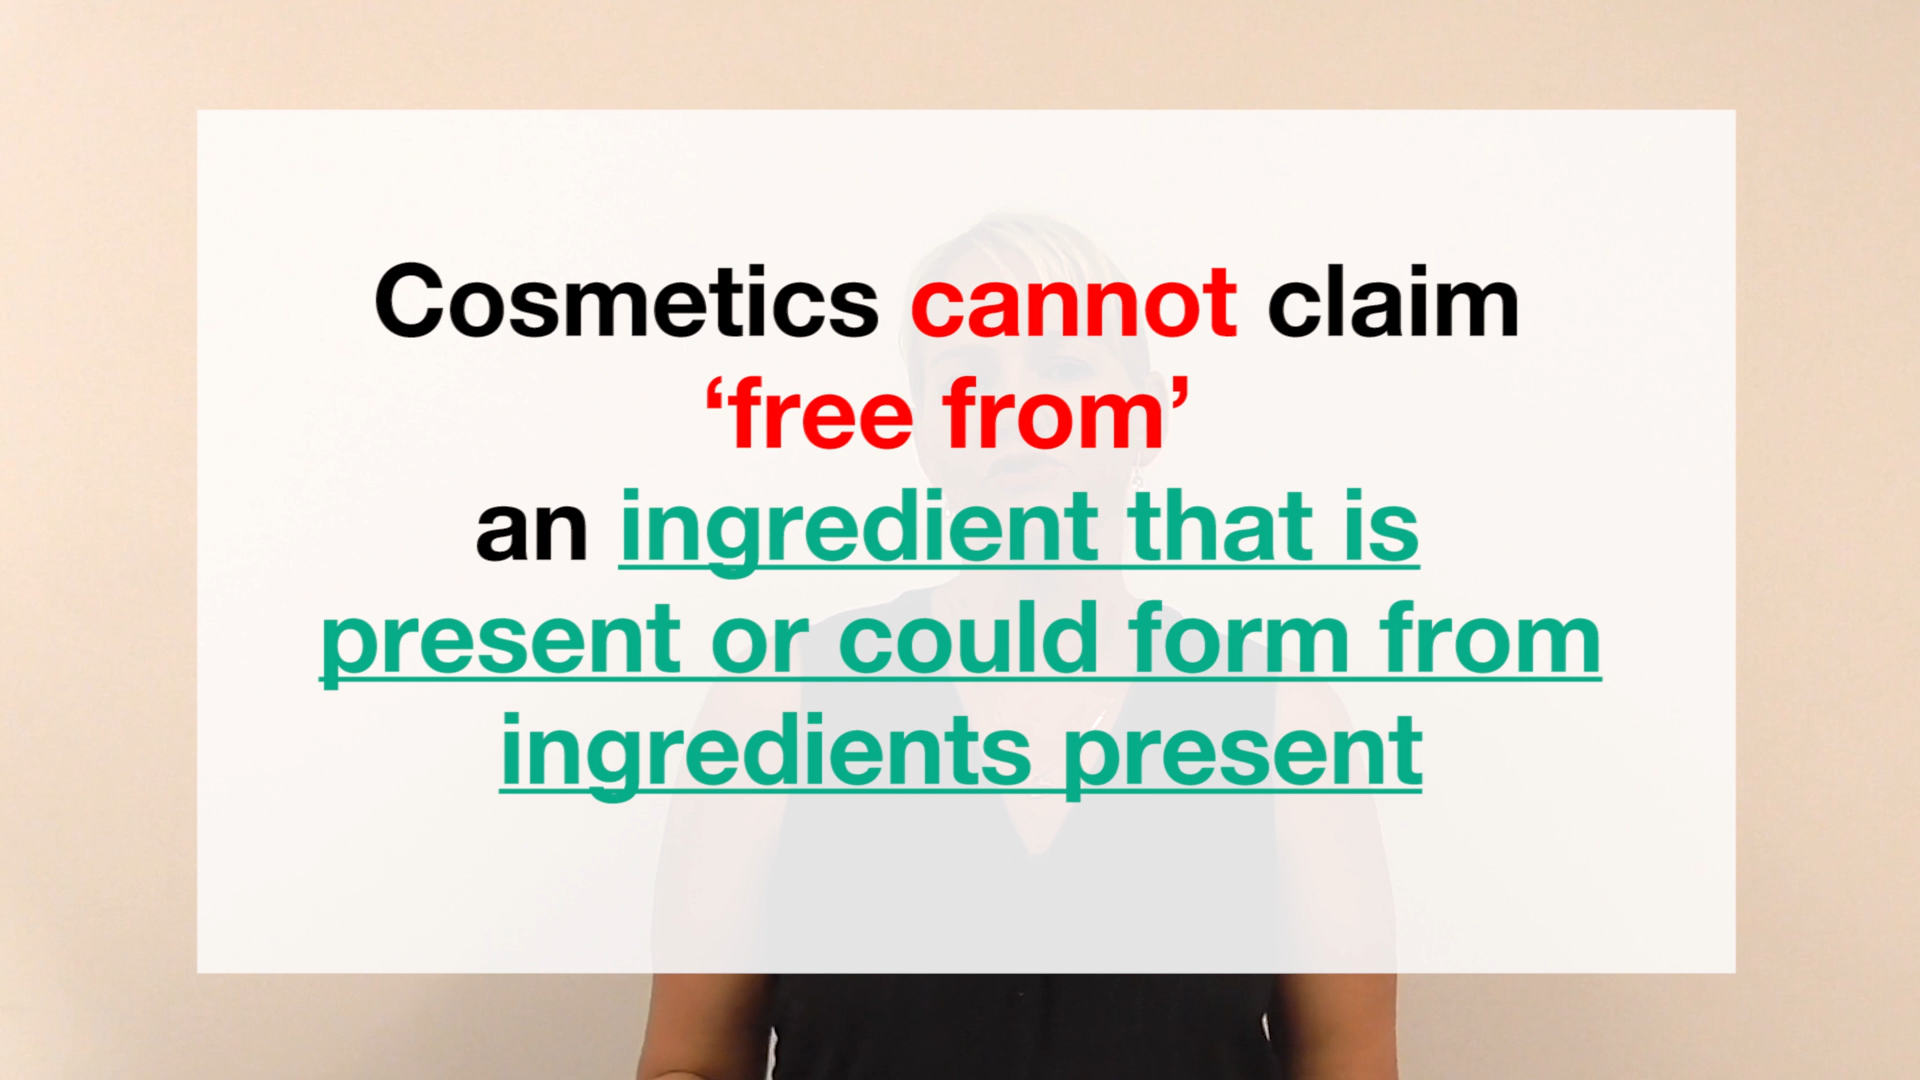 Cosmetics cannot claim
‘free from’
an ingredient that is
present or could form from
ingredients present